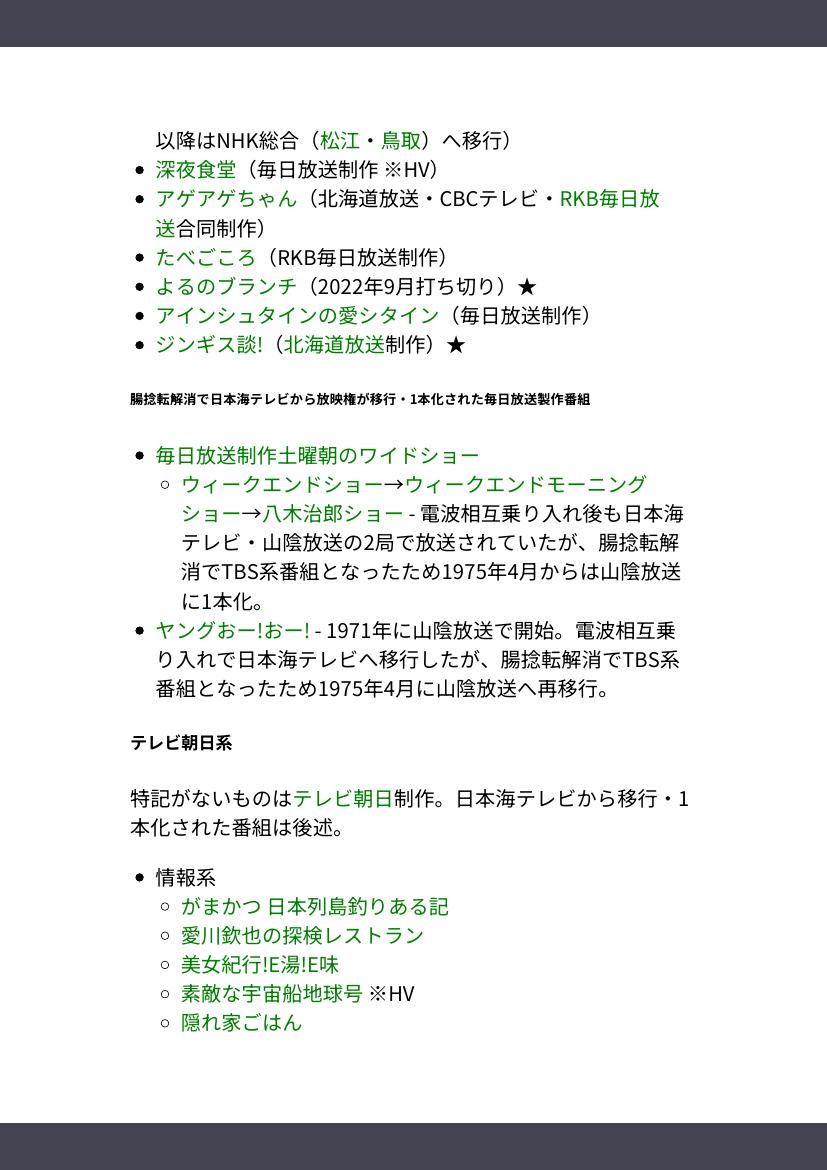 以降はNHK総合（松江・鳥取）へ移行）
深夜食堂（毎日放送制作 ※HV）
アゲアゲちゃん（北海道放送・CBCテレビ・RKB毎日放
送合同制作）
たべごころ（RKB毎日放送制作）
よるのブランチ（2022年9月打ち切り）★
アインシュタインの愛シタイン（毎日放送制作）
ジンギス談!（北海道放送制作）★
腸捻転解消で日本海テレビから放映権が移行・1本化された毎日放送製作番組
毎日放送制作土曜朝のワイドショー
ウィークエンドショー→ウィークエンドモーニング
ショー→八木治郎ショー - 電波相互乗り入れ後も日本海
テレビ・山陰放送の2局で放送されていたが、腸捻転解
消でTBS系番組となったため1975年4月からは山陰放送
に1本化。
ヤングおー!おー! - 1971年に山陰放送で開始。電波相互乗
り入れで日本海テレビへ移行したが、腸捻転解消でTBS系
番組となったため1975年4月に山陰放送へ再移行。
テレビ朝日系
特記がないものはテレビ朝日制作。日本海テレビから移行・1
本化された番組は後述。
情報系
がまかつ 日本列島釣りある記
愛川欽也の探検レストラン
美女紀行!E湯!E味
素敵な宇宙船地球号 ※HV
隠れ家ごはん